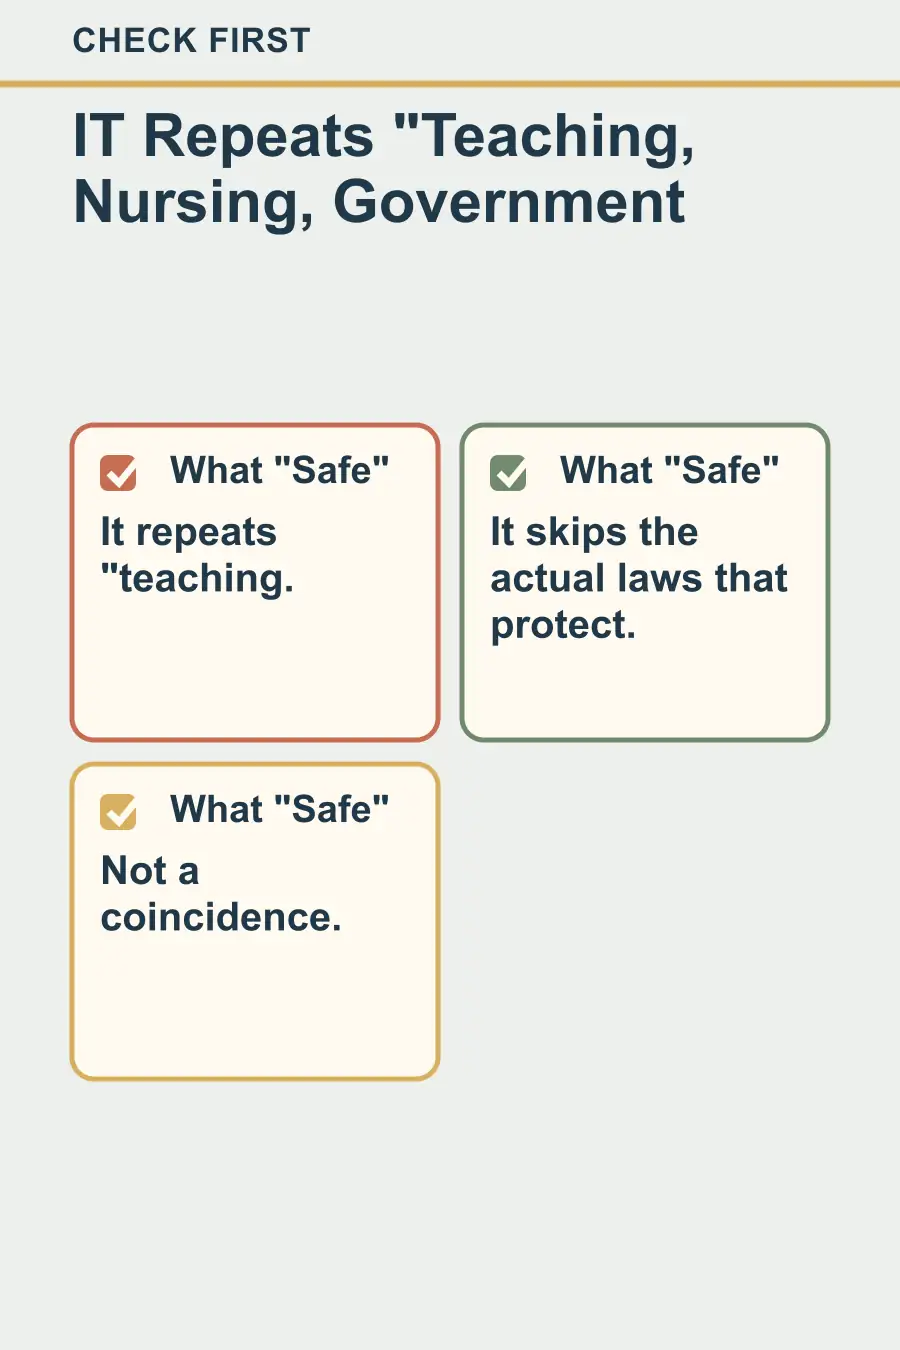 CHECK FIRST
IT Repeats "Teaching,
Nursing, Government
What "Safe"
It repeats
"teaching.
What "Safe"
It skips the
actual laws that
protect.
What "Safe"
Not a
coincidence.